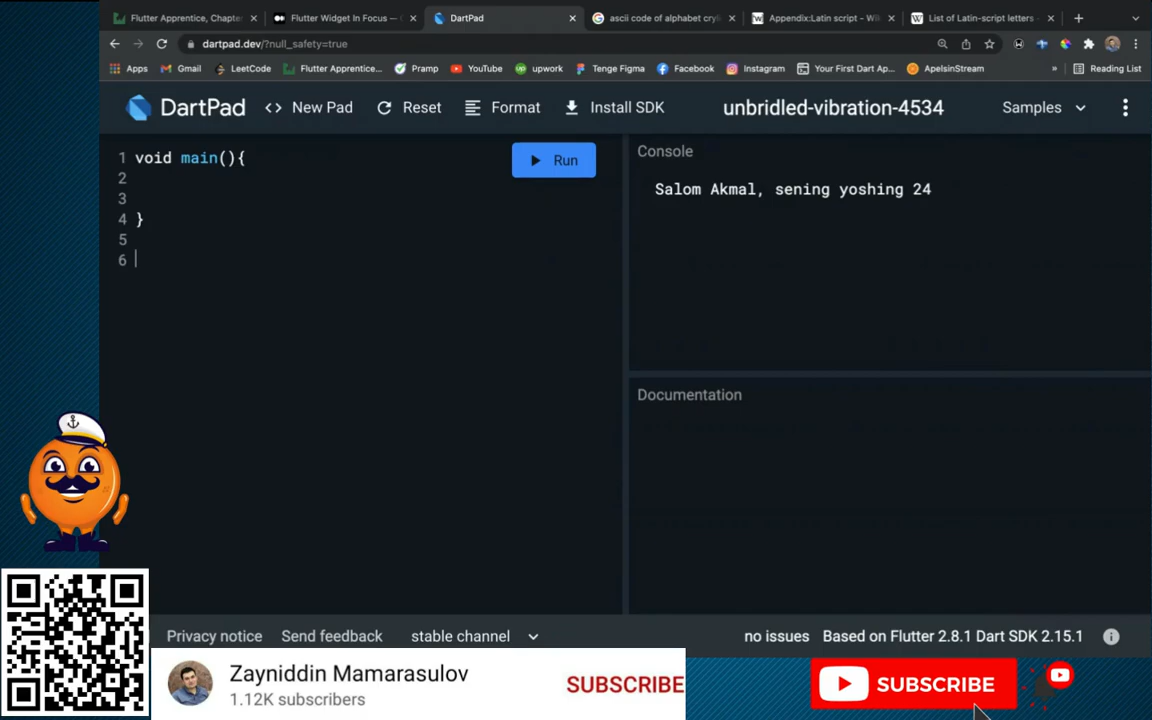 Flutter Apprentice, Chapter
Flutter Widget In Focus —
DartPad
ascii code of alphabet cryil
Appendix:Latin script – Wik
List of Latin-script letters -
dartpad.dev/?null_safety=true
Apps
Gmail
LeetCode
Flutter Apprentice...
Pramp
YouTube
upwork
Tenge Figma
Facebook
Instagram
Your First Dart Ap...
ApelsinStream
»
Reading List
DartPad
<> New Pad
Reset
Format
Install SDK
unbridled-vibration-4534
Samples
1 void main(){
2
3
4 }
5
6
Run
Console
Salom Akmal, sening yoshing 24
Documentation
Privacy notice
Send feedback
stable channel
no issues
Based on Flutter 2.8.1 Dart SDK 2.15.1
Zayniddin Mamarasulov
1.12K subscribers
SUBSCRIBE
SUBSCRIBE